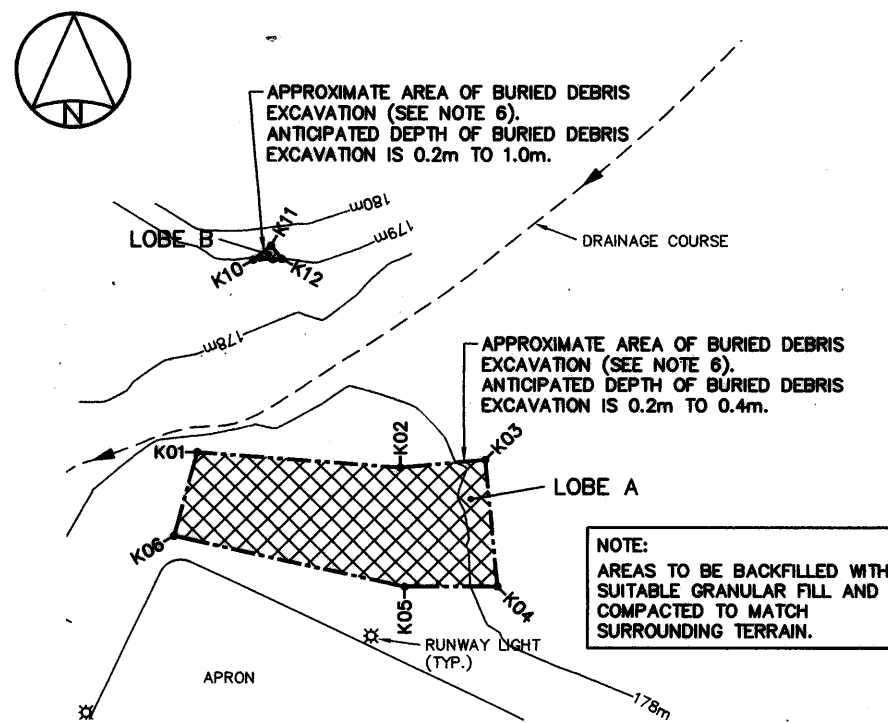 N
APPROXIMATE AREA OF BURIED DEBRIS
EXCAVATION (SEE NOTE 6).
ANTICIPATED DEPTH OF BURIED DEBRIS
EXCAVATION IS 0.2m TO 1.0m.
180m
K11
LOBE B
179m
K10
K12
DRAINAGE COURSE
178m
APPROXIMATE AREA OF BURIED DEBRIS
EXCAVATION (SEE NOTE 6).
ANTICIPATED DEPTH OF BURIED DEBRIS
EXCAVATION IS 0.2m TO 0.4m.
K01
K02
K03
LOBE A
K06
K05
K04
NOTE:
AREAS TO BE BACKFILLED WITH
SUITABLE GRANULAR FILL AND
COMPACTED TO MATCH
SURROUNDING TERRAIN.
RUNWAY LIGHT
(TYP.)
APRON
178m